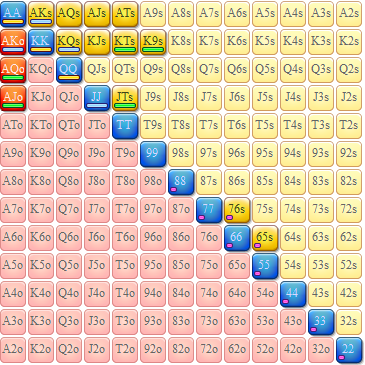 AA AKs AQs AJs ATs A9s A8s A7s A6s A5s A4s A3s A2s
AKo KK KQs KJs KTs K9s K8s K7s K6s K5s K4s K3s K2s
AQo KQo QQ QJs QTs Q9s Q8s Q7s Q6s Q5s Q4s Q3s Q2s
AJo KJo QJo JJ JTs J9s J8s J7s J6s J5s J4s J3s J2s
ATo KTo QTo JTo TT T9s T8s T7s T6s T5s T4s T3s T2s
A9o K9o Q9o J9o T9o 99 98s 97s 96s 95s 94s 93s 92s
A8o K8o Q8o J8o T8o 98o 88 87s 86s 85s 84s 83s 82s
A7o K7o Q7o J7o T7o 97o 87o 77 76s 75s 74s 73s 72s
A6o K6o Q6o J6o T6o 96o 86o 76o 66 65s 64s 63s 62s
A5o K5o Q5o J5o T5o 95o 85o 75o 65o 55 54s 53s 52s
A4o K4o Q4o J4o T4o 94o 84o 74o 64o 54o 44 43s 42s
A3o K3o Q3o J3o T3o 93o 83o 73o 63o 53o 43o 33 32s
A2o K2o Q2o J2o T2o 92o 82o 72o 62o 52o 42o 32o 22